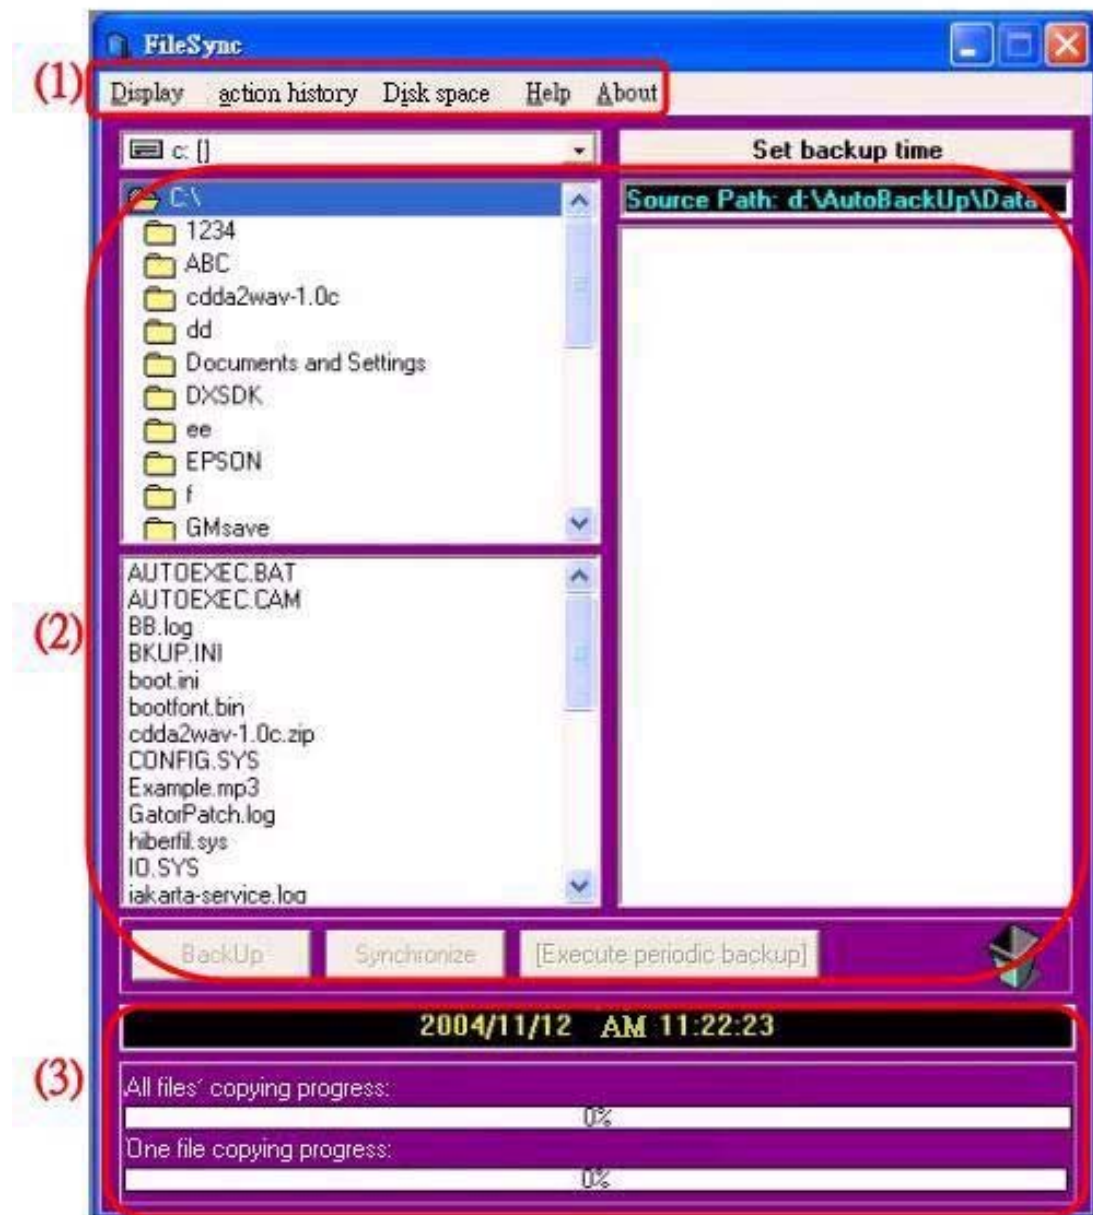 FileSync
(1)
Display action history Disk space Help About
c: []
Set backup time
C:\
Source Path: d:\AutoBackUp\Data
1234
ABC
cdda2wav-1.0c
dd
Documents and Settings
DXSDK
ee
EPSON
f
GMsave
(2)
AUTOEXEC.BAT
AUTOEXEC.CAM
BB.log
BKUP.INI
boot.ini
bootfont.bin
cdda2wav-1.0c.zip
CONFIG.SYS
Example.mp3
GatorPatch.log
hiberfil.sys
IO.SYS
jakarta-service.log
BackUp Synchronize [Execute periodic backup]
2004/11/12 AM 11:22:23
(3)
All files' copying progress:
0%
One file copying progress:
0%